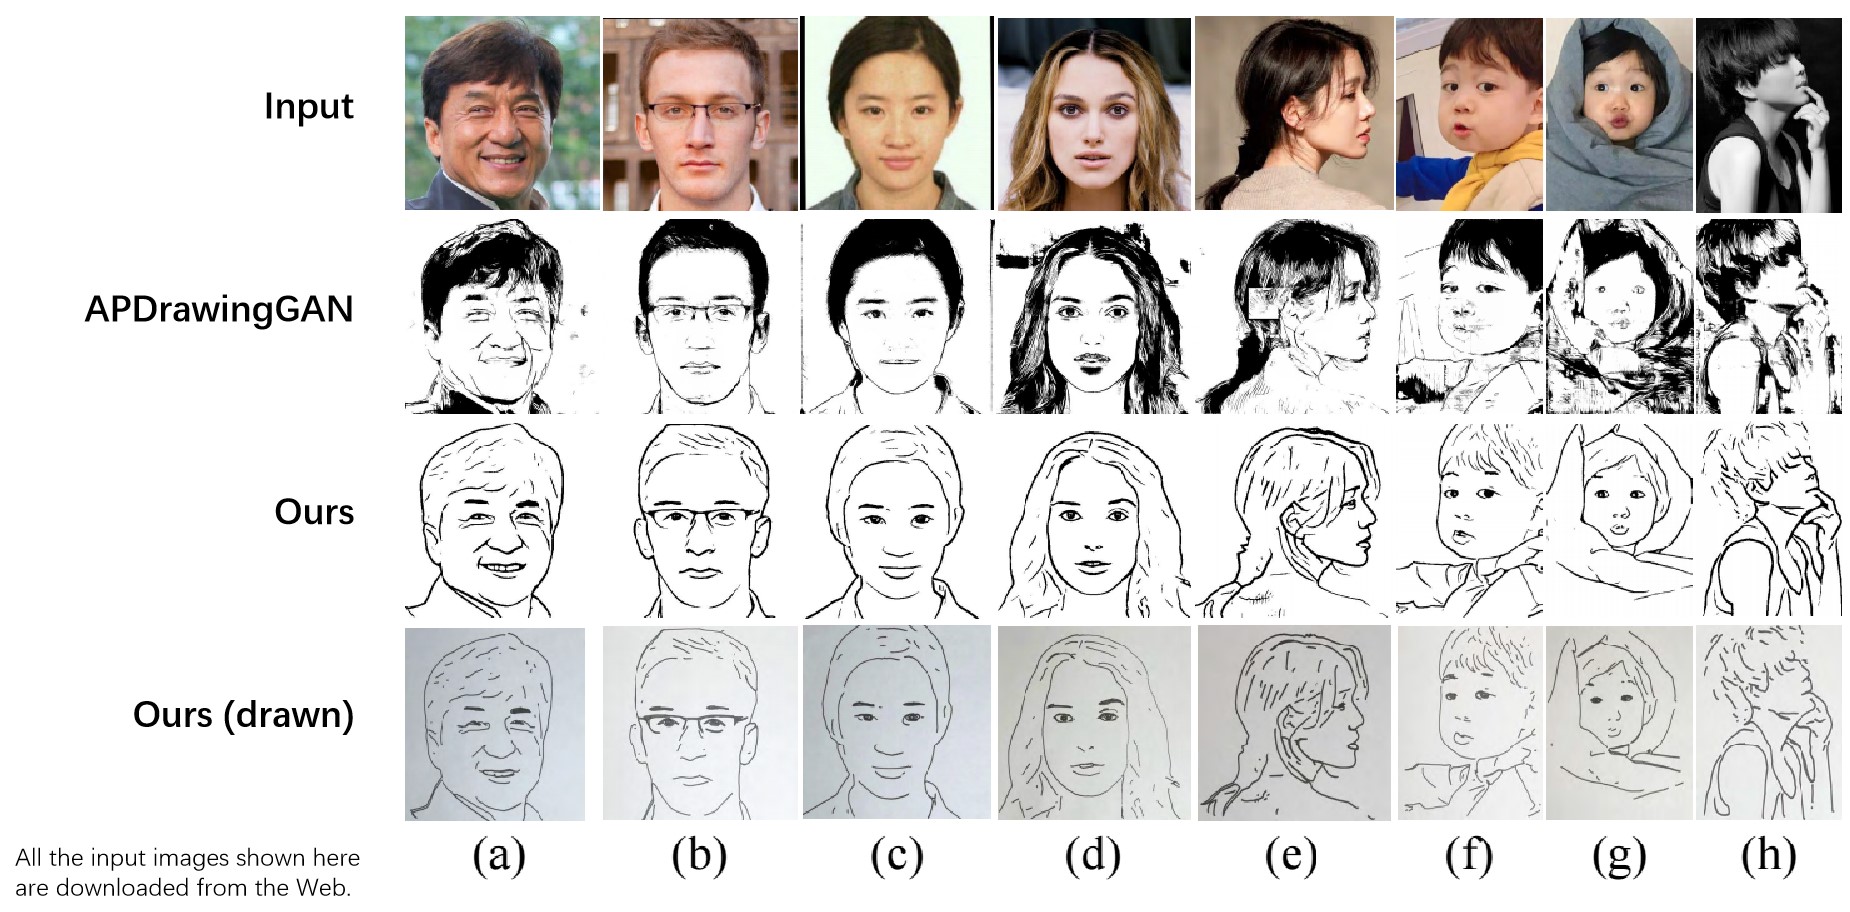 Input
APDrawingGAN
Ours
Ours (drawn)
All the input images shown here
are downloaded from the Web.
(a) (b) (c) (d) (e) (f) (g) (h)